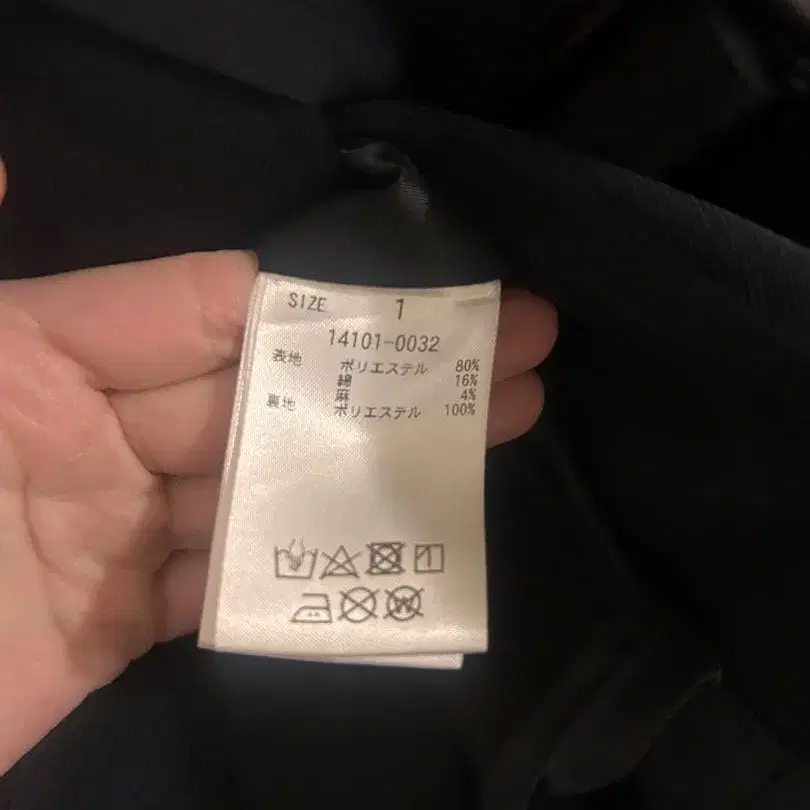 SIZE 1
14101-0032
表地 ポリエステル 80%
綿 16%
麻 4%
裏地 ポリエステル 100%
W